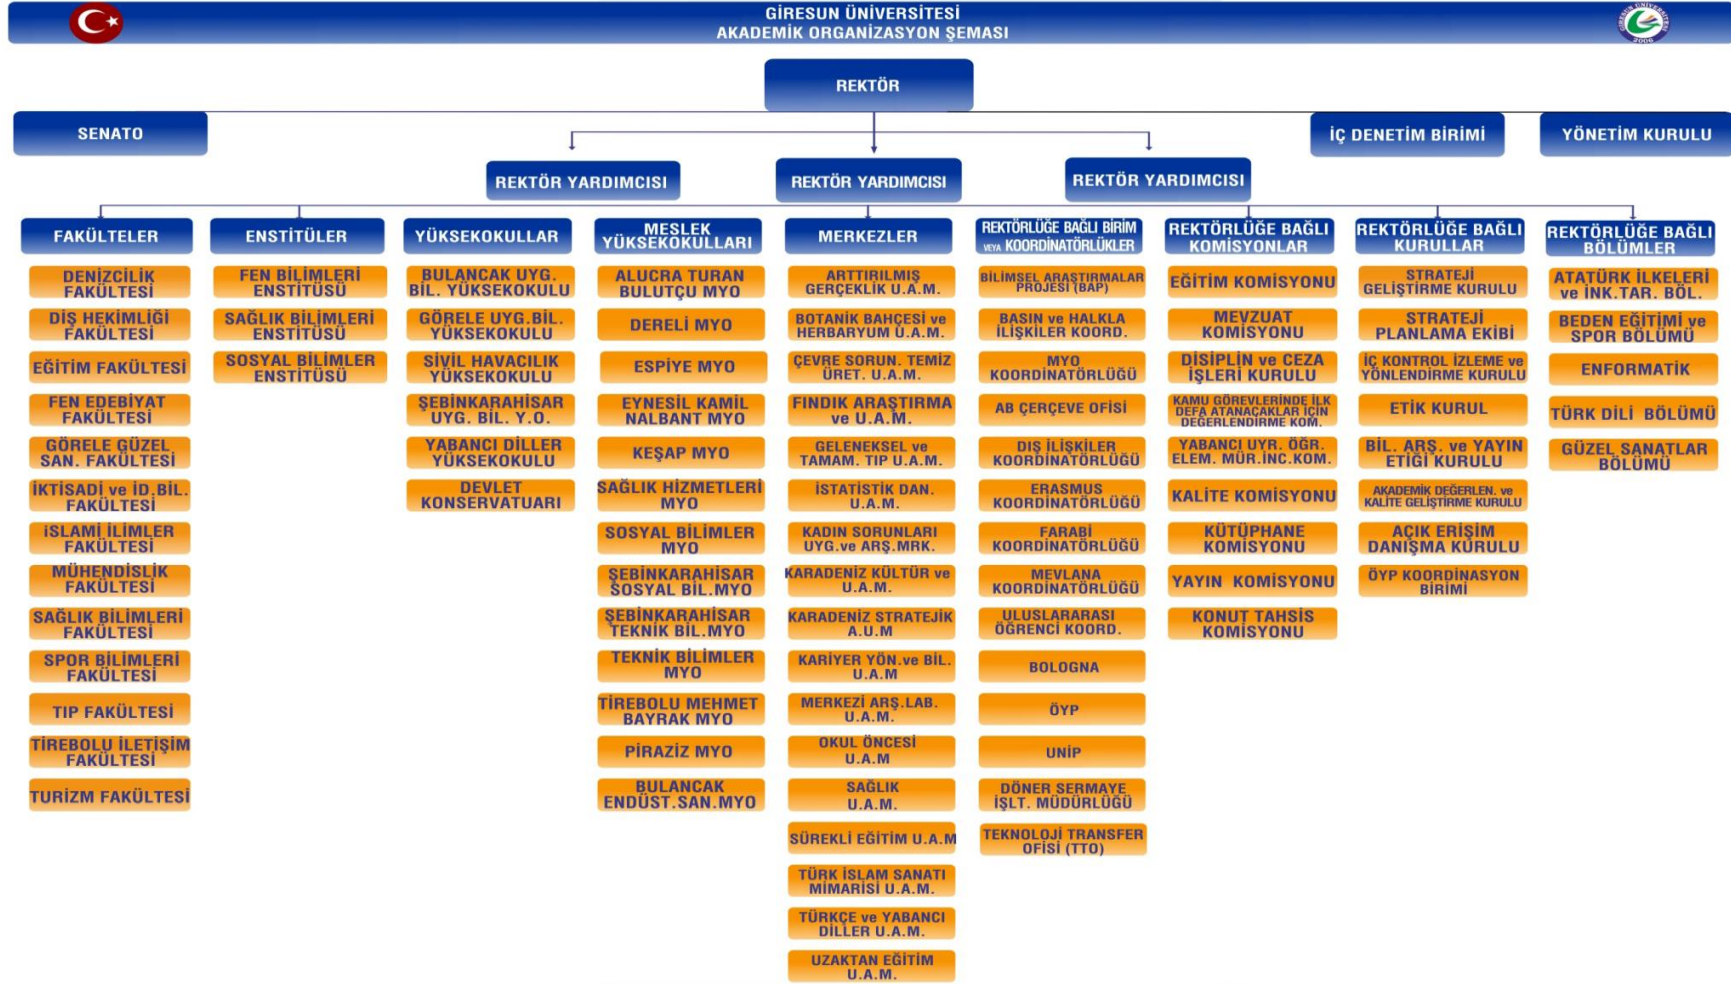 GİRESUN ÜNİVERSİTESİ
AKADEMİK ORGANİZASYON ŞEMASI
GİRESUN ÜNİVERSİTESİ
2006
REKTÖR
SENATO
İÇ DENETİM BİRİMİ
YÖNETİM KURULU
REKTÖR YARDIMCISI
REKTÖR YARDIMCISI
REKTÖR YARDIMCISI
FAKÜLTELER
DENİZCİLİK
FAKÜLTESİ
DİŞ HEKİMLİĞİ
FAKÜLTESİ
EĞİTİM FAKÜLTESİ
FEN EDEBİYAT
FAKÜLTESİ
GÖRELE GÜZEL
SAN. FAKÜLTESİ
İKTİSADİ ve İD.BİL.
FAKÜLTESİ
iSLAMİ İLİMLER
FAKÜLTESİ
MÜHENDİSLİK
FAKÜLTESİ
SAĞLIK BİLİMLERİ
FAKÜLTESİ
SPOR BİLİMLERİ
FAKÜLTESİ
TIP FAKÜLTESİ
TİREBOLU İLETİŞİM
FAKÜLTESİ
TURİZM FAKÜLTESİ
ENSTİTÜLER
FEN BİLİMLERİ
ENSTİTÜSÜ
SAĞLIK BİLİMLERİ
ENSTİTÜSÜ
SOSYAL BİLİMLER
ENSTİTÜSÜ
YÜKSEKOKULLAR
BULANCAK UYG.
BİL. YÜKSEKOKULU
GÖRELE UYG.BİL.
YÜKSEKOKULU
SİVİL HAVACILIK
YÜKSEKOKULU
ŞEBİNKARAHİSAR
UYG. BİL. Y.O.
YABANCI DİLLER
YÜKSEKOKULU
DEVLET
KONSERVATUARI
MESLEK
YÜKSEKOKULLARI
ALUCRA TURAN
BULUTÇU MYO
DERELİ MYO
ESPİYE MYO
EYNESİL KAMİL
NALBANT MYO
KEŞAP MYO
SAĞLIK HİZMETLERİ
MYO
SOSYAL BİLİMLER
MYO
ŞEBİNKARAHİSAR
SOSYAL BİL.MYO
ŞEBİNKARAHİSAR
TEKNİK BİL.MYO
TEKNİK BİLİMLER
MYO
TİREBOLU MEHMET
BAYRAK MYO
PİRAZİZ MYO
BULANCAK
ENDÜST.SAN.MYO
MERKEZLER
ARTTIRILMIŞ
GERÇEKLİK U.A.M.
BOTANİK BAHÇESİ ve
HERBARYUM U.A.M.
ÇEVRE SORUN. TEMİZ
ÜRET. U.A.M.
FINDIK ARAŞTIRMA
ve U.A.M.
GELENEKSEL ve
TAMAM. TIP U.A.M.
İSTATİSTİK DAN.
U.A.M.
KADIN SORUNLARI
UYG.ve ARŞ.MRK.
KARADENİZ KÜLTÜR ve
U.A.M.
KARADENİZ STRATEJİK
A.U.M
KARİYER YÖN.ve BİL.
U.A.M
MERKEZİ ARŞ.LAB.
U.A.M.
OKUL ÖNCESİ
U.A.M
SAĞLIK
U.A.M.
SÜREKLİ EĞİTİM U.A.M
TÜRK İSLAM SANATI
MİMARİSİ U.A.M.
TÜRKÇE ve YABANCI
DİLLER U.A.M.
UZAKTAN EĞİTİM
U.A.M.
REKTÖRLÜĞE BAĞLI BİRİM
VEYA KOORDİNATÖRLÜKLER
BİLİMSEL ARAŞTIRMALAR
PROJESİ (BAP)
BASIN ve HALKLA
İLİŞKİLER KOORD.
MYO
KOORDİNATÖRLÜĞÜ
AB ÇERÇEVE OFİSİ
DIŞ İLİŞKİLER
KOORDİNATÖRLÜĞÜ
ERASMUS
KOORDİNATÖRLÜĞÜ
FARABİ
KOORDİNATÖRLÜĞÜ
MEVLANA
KOORDİNATÖRLÜĞÜ
ULUSLARARASI
ÖĞRENCİ KOORD.
BOLOGNA
ÖYP
UNİP
DÖNER SERMAYE
İŞLT. MÜDÜRLÜĞÜ
TEKNOLOJİ TRANSFER
OFİSİ (TTO)
REKTÖRLÜĞE BAĞLI
KOMİSYONLAR
EĞİTİM KOMİSYONU
MEVZUAT
KOMİSYONU
DİSİPLİN ve CEZA
İŞLERİ KURULU
KAMU GÖREVLERİNDE İLK
DEFA ATANACAKLAR İÇİN
DEĞERLENDİRME KOM.
YABANCI UYR. ÖĞR.
ELEM. MÜR.İNC.KOM.
KALİTE KOMİSYONU
KÜTÜPHANE
KOMİSYONU
YAYIN KOMİSYONU
KONUT TAHSİS
KOMİSYONU
REKTÖRLÜĞE BAĞLI
KURULLAR
STRATEJİ
GELİŞTİRME KURULU
STRATEJİ
PLANLAMA EKİBİ
İÇ KONTROL İZLEME ve
YÖNLENDİRME KURULU
ETİK KURUL
BİL. ARŞ. ve YAYIN
ETİĞİ KURULU
AKADEMİK DEĞERLEN. ve
KALİTE GELİŞTİRME KURULU
AÇIK ERİŞİM
DANIŞMA KURULU
ÖYP KOORDİNASYON
BİRİMİ
REKTÖRLÜĞE BAĞLI
BÖLÜMLER
ATATÜRK İLKELERİ
ve İNK.TAR. BÖL.
BEDEN EĞİTİMİ ve
SPOR BÖLÜMÜ
ENFORMATİK
TÜRK DİLİ BÖLÜMÜ
GÜZEL SANATLAR
BÖLÜMÜ